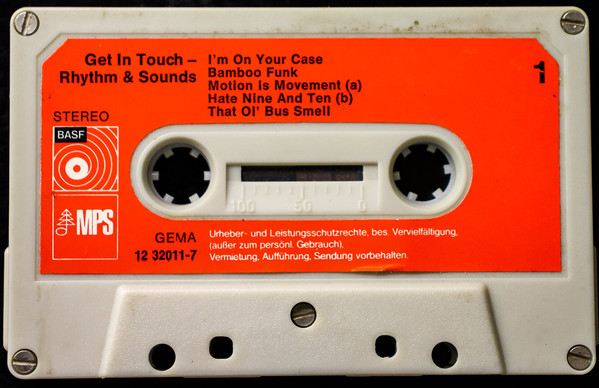 Get In Touch –
Rhythm & Sounds
I'm On Your Case
Bamboo Funk
Motion Is Movement (a)
Hate Nine And Ten (b)
That Ol' Bus Smell
1
STEREO
BASF
MPS
100 50 0
GEMA
12 32011-7
Urheber- und Leistungsschutzrechte, bes. Vervielfältigung,
(außer zum persönl. Gebrauch),
Vermietung, Aufführung, Sendung vorbehalten.